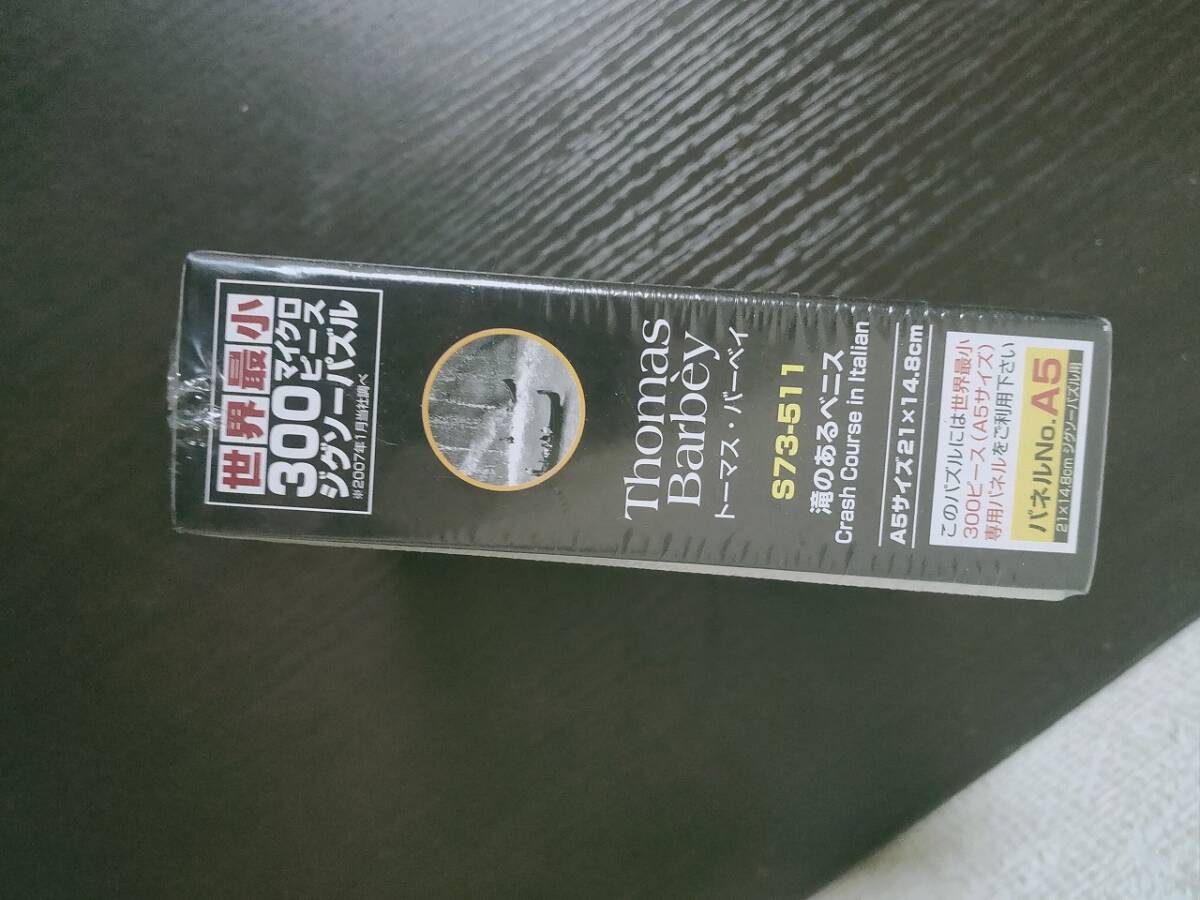 世界最小
300マイクロピース
ジグソーパズル
※2007年1月当社調べ
Thomas
Barbèy
トーマス・バーベイ
S73-511
滝のあるベニス
Crash Course in Italian
A5サイズ21×14.8cm
このパズルには世界最小
300ピース(A5サイズ)
専用パネルをご利用下さい
パネルNo.A5
21×14.8cm ジグソーパズル用